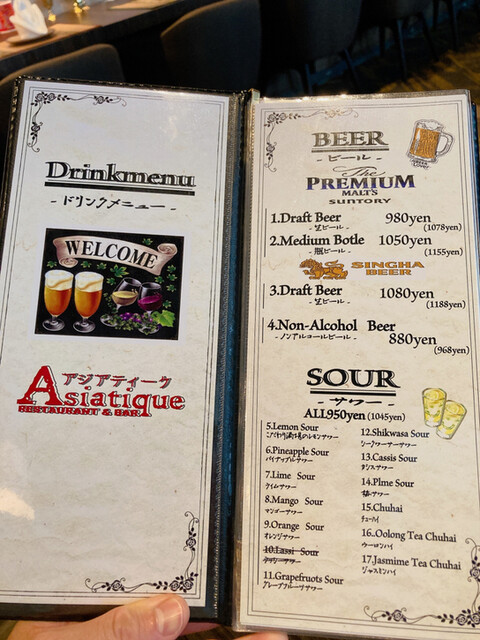 Drinkmenu
- ドリンクメニュー -
WELCOME
アジアティーク
Asiatique
RESTAURANT & BAR
BEER
- ビール -
The
PREMIUM
MALT'S
SUNTORY
1.Draft Beer 980yen
- 生ビール - (1078yen)
2.Medium Botle 1050yen
- 瓶ビール - (1155yen)
SINGHA
BEER
3.Draft Beer 1080yen
- 生ビール - (1188yen)
4.Non-Alcohol Beer
- ノンアルコールビール - 880yen
(968yen)
SOUR
- サワー -
ALL950yen (1045yen)
5.Lemon Sour
6.Pineapple Sour
パイナップルサワー
7.Lime Sour
ライムサワー
8.Mango Sour
マンゴーサワー
9.Orange Sour
オレンジサワー
10.Lassi Sour
ラッシーサワー
11.Grapefruots Sour
グレープフルーツサワー
12.Shikwasa Sour
シークワーサーサワー
13.Cassis Sour
カシスサワー
14.Plme Sour
梅サワー
15.Chuhai
チューハイ
16..Oolong Tea Chuhai
ウーロンハイ
17.Jasmime Tea Chuhai
ジャスミンハイ